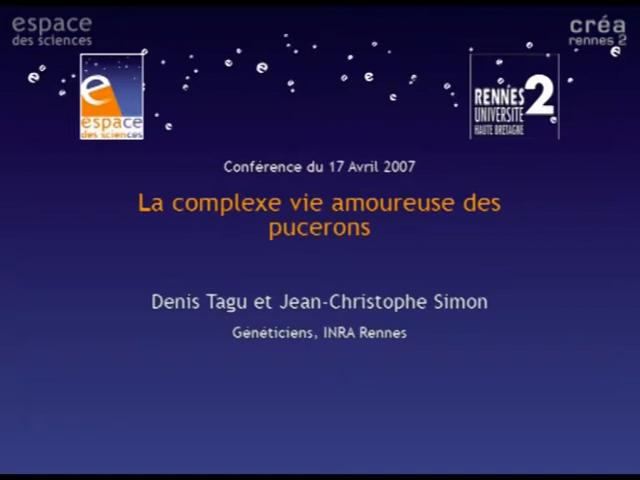 espace
des sciences
créa
rennes 2
e
espace
des sciences
RENNES 2
UNIVERSITÉ
HAUTE BRETAGNE
Conférence du 17 Avril 2007
La complexe vie amoureuse des
pucerons
Denis Tagu et Jean-Christophe Simon
Généticiens, INRA Rennes